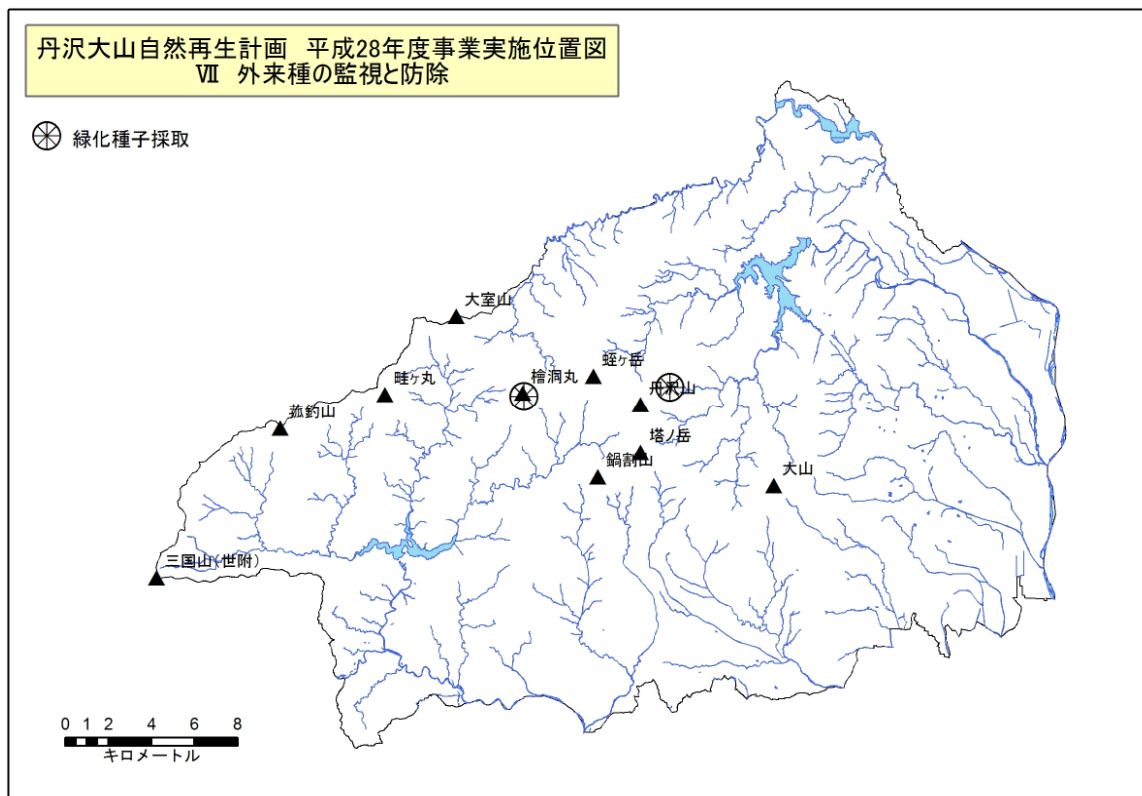 丹沢大山自然再生計画 平成28年度事業実施位置図
Ⅶ 外来種の監視と防除
緑化種子採取
大室山
蛭ヶ岳
畦ヶ丸
檜洞丸
丹沢山
菰釣山
塔ノ岳
鍋割山
大山
三国山(世附)
0 1 2 4 6 8
キロメートル